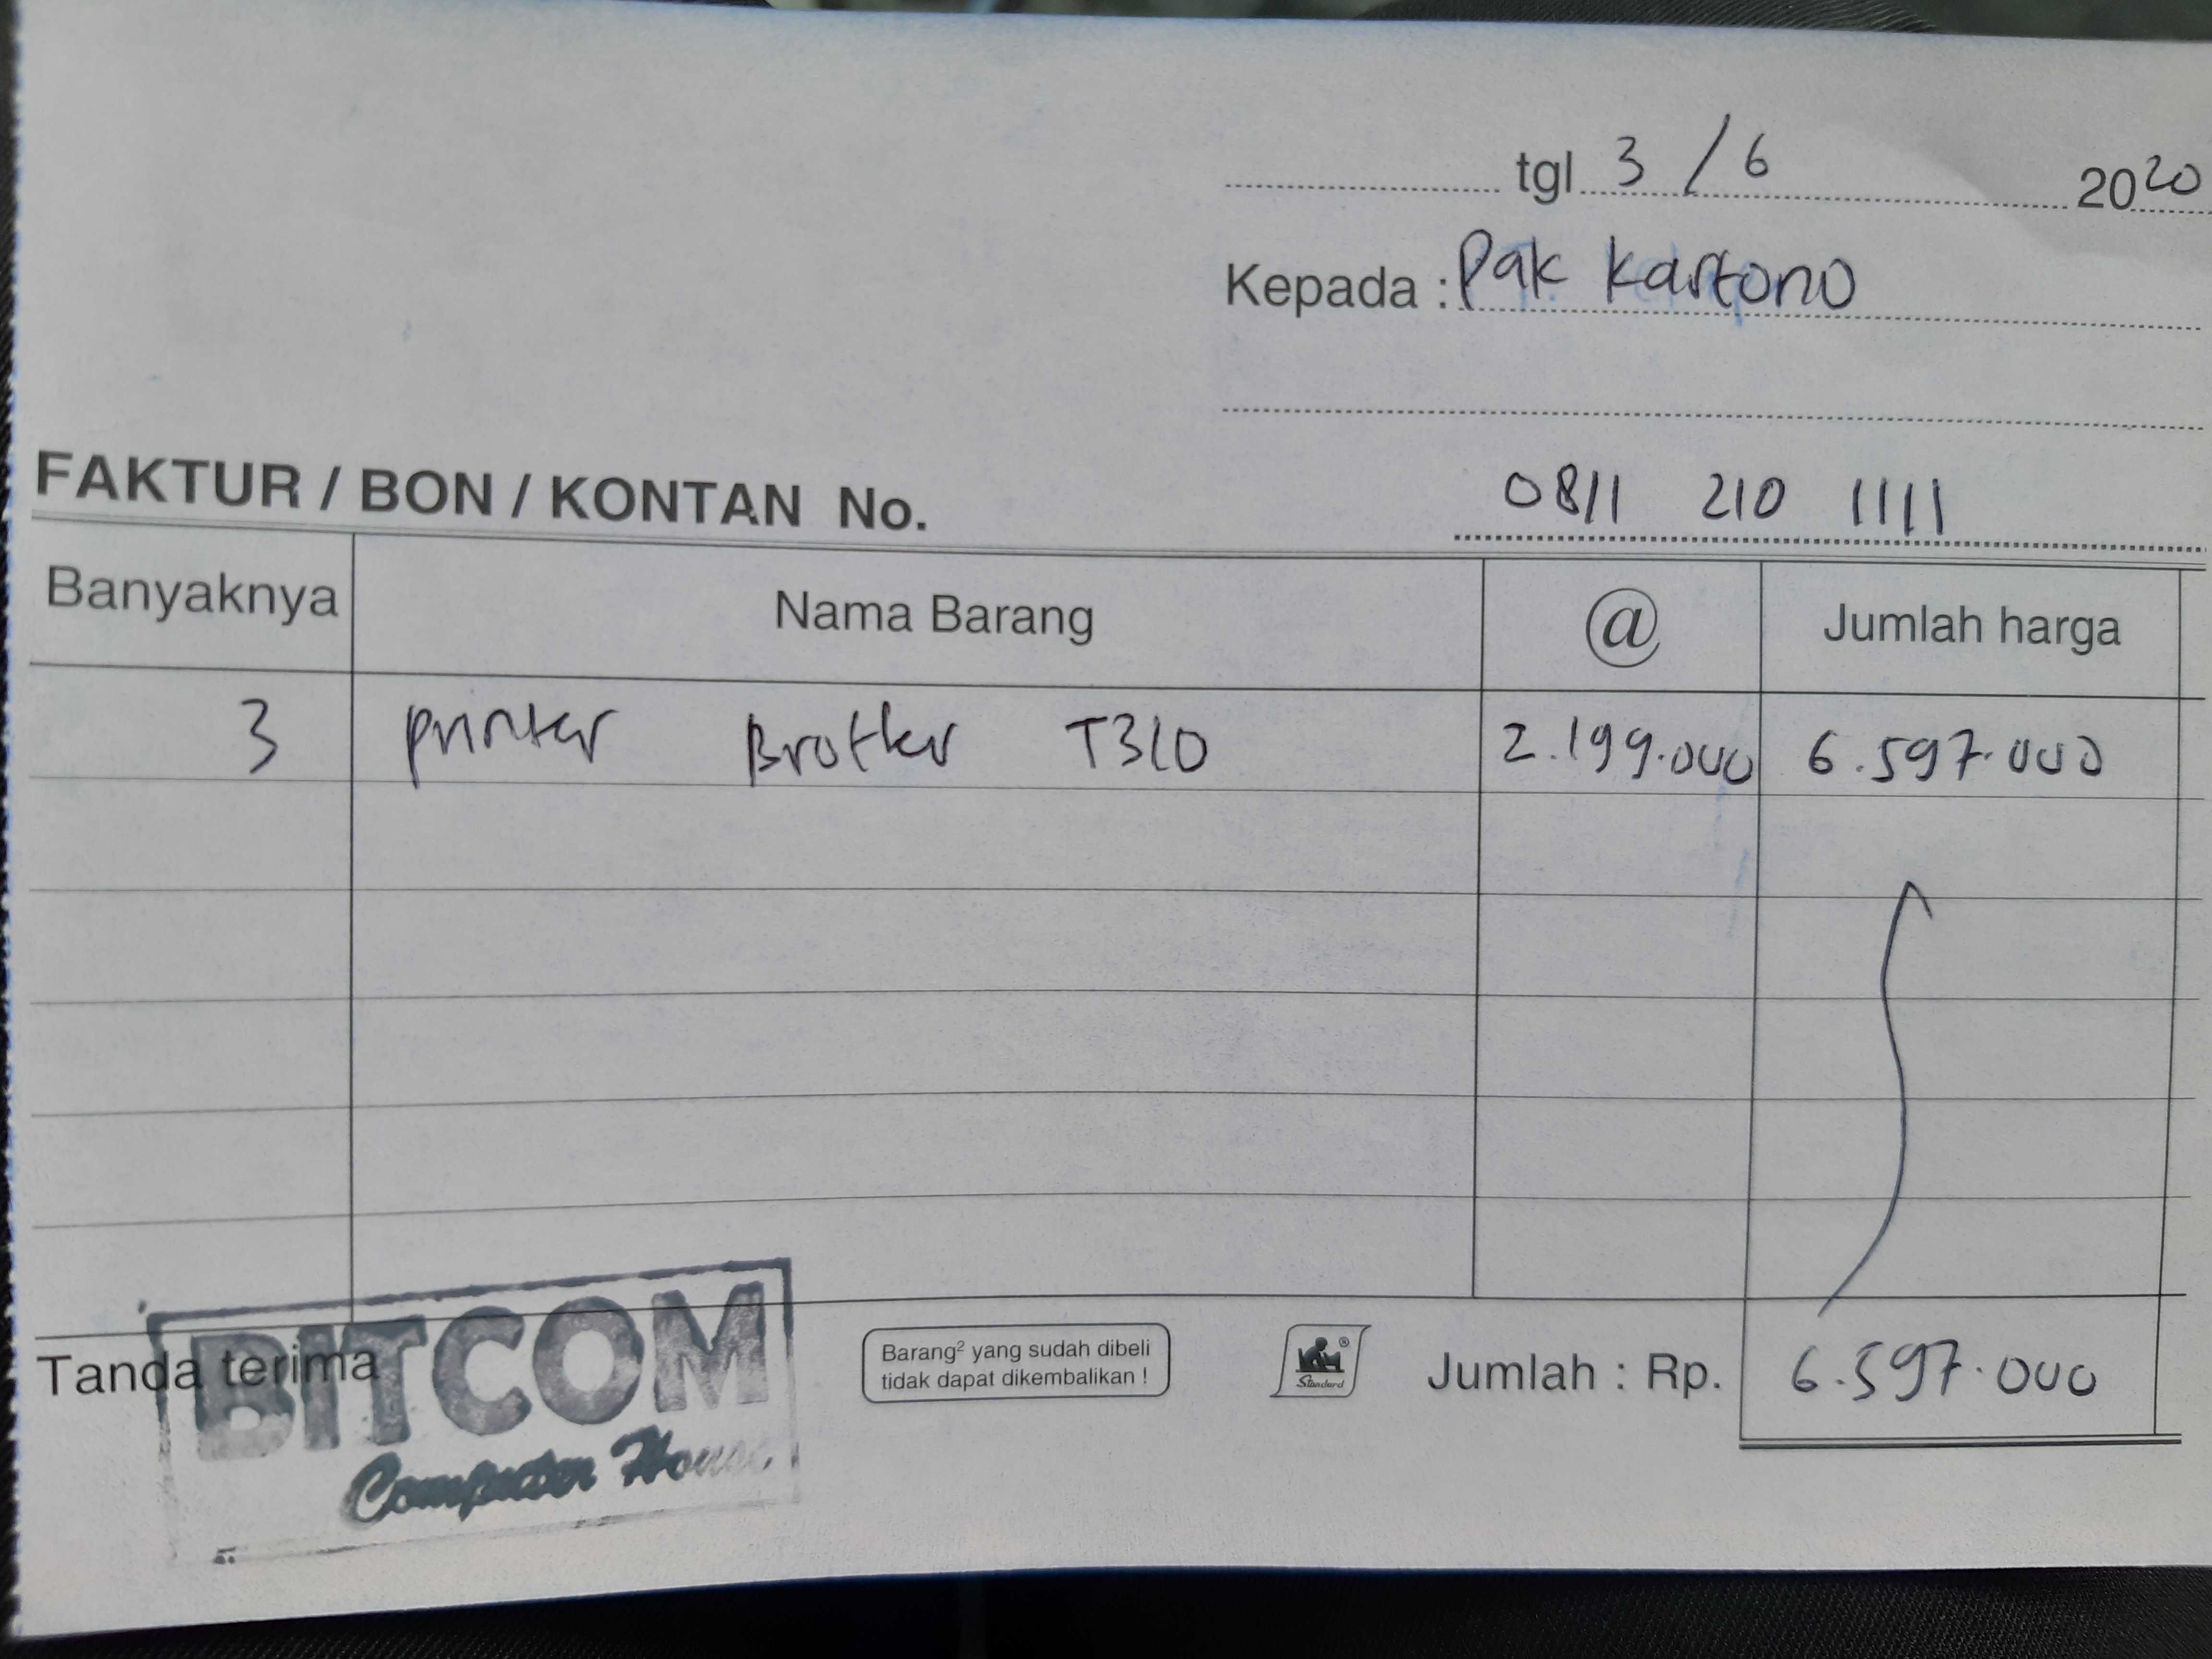 tgl 3 / 6 2020
Kepada : Pak Kartono
FAKTUR / BON / KONTAN No. 0811 210 1111
Banyaknya Nama Barang @ Jumlah harga
3 printer Brother T310 2.199.000 6.597.000
Tanda terima
BITCOM
Computer House
Barang² yang sudah dibeli
tidak dapat dikembalikan !
Standard
Jumlah : Rp. 6.597.000